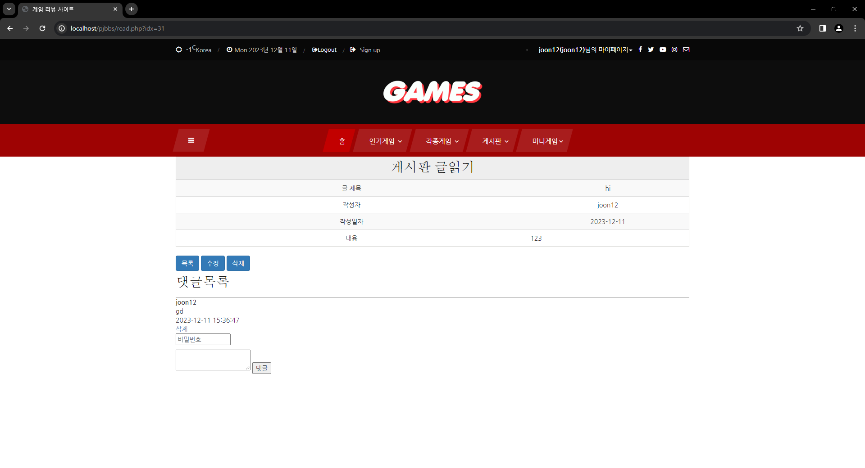 게임 리뷰 사이트
localhost/pjbbs/read.php?idx=31
-1°C Korea / Mon 2023년 12월 11일 / Logout / Sign up
joon12(joon12)님의 마이페이지
GAMES
홈 인기게임 각종게임 게시판 미니게임
게시판 글읽기
글 제목 hi
작성자 joon12
작성일자 2023-12-11
내용 123
목록 수정 삭제
댓글목록
joon12
gd
2023-12-11 15:36:47
삭제
비밀번호
댓글